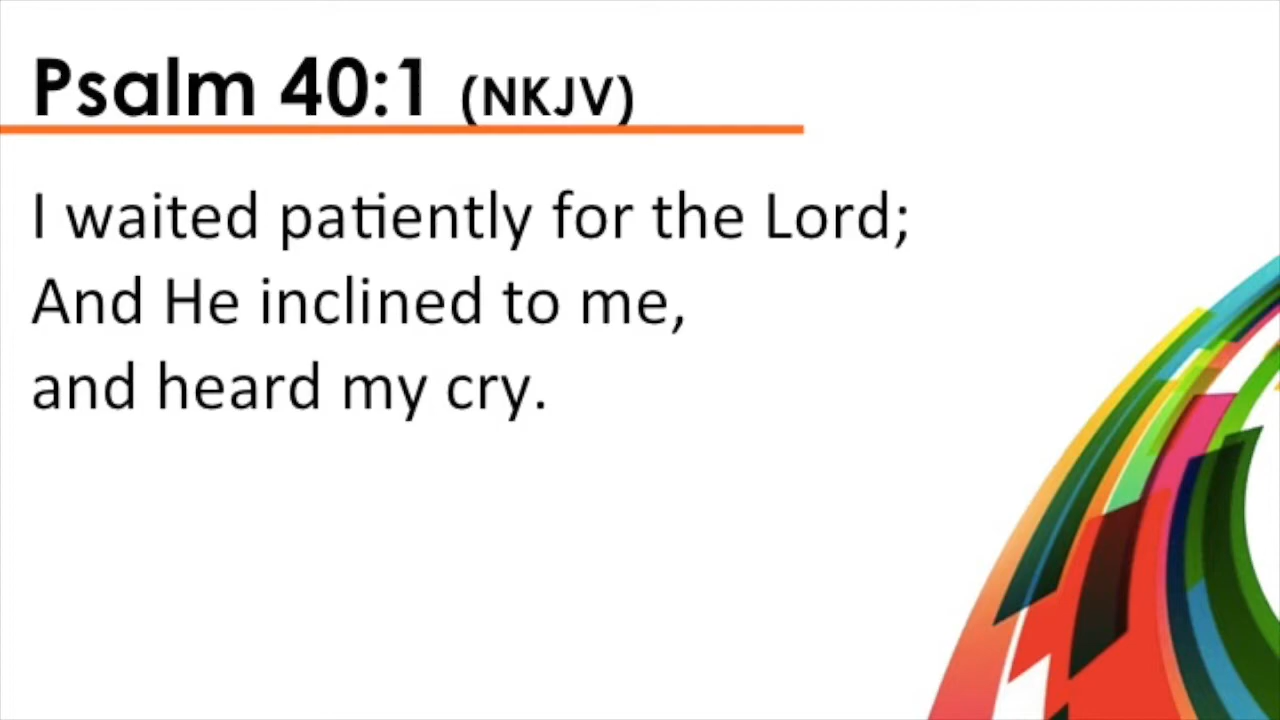 Psalm 40:1 (NKJV)
I waited patiently for the Lord;
And He inclined to me,
and heard my cry.